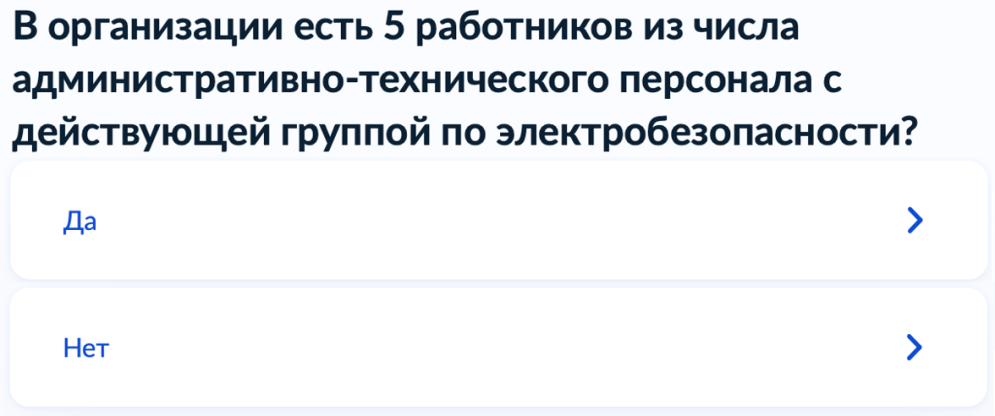 В организации есть 5 работников из числа
административно-технического персонала с
действующей группой по электробезопасности?
Да
Нет